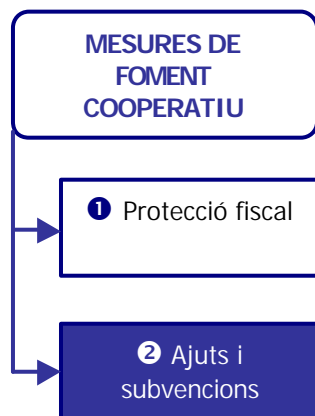 MESURES DE
FOMENT
COOPERATIU
❶ Protecció fiscal
❷ Ajuts i
subvencions